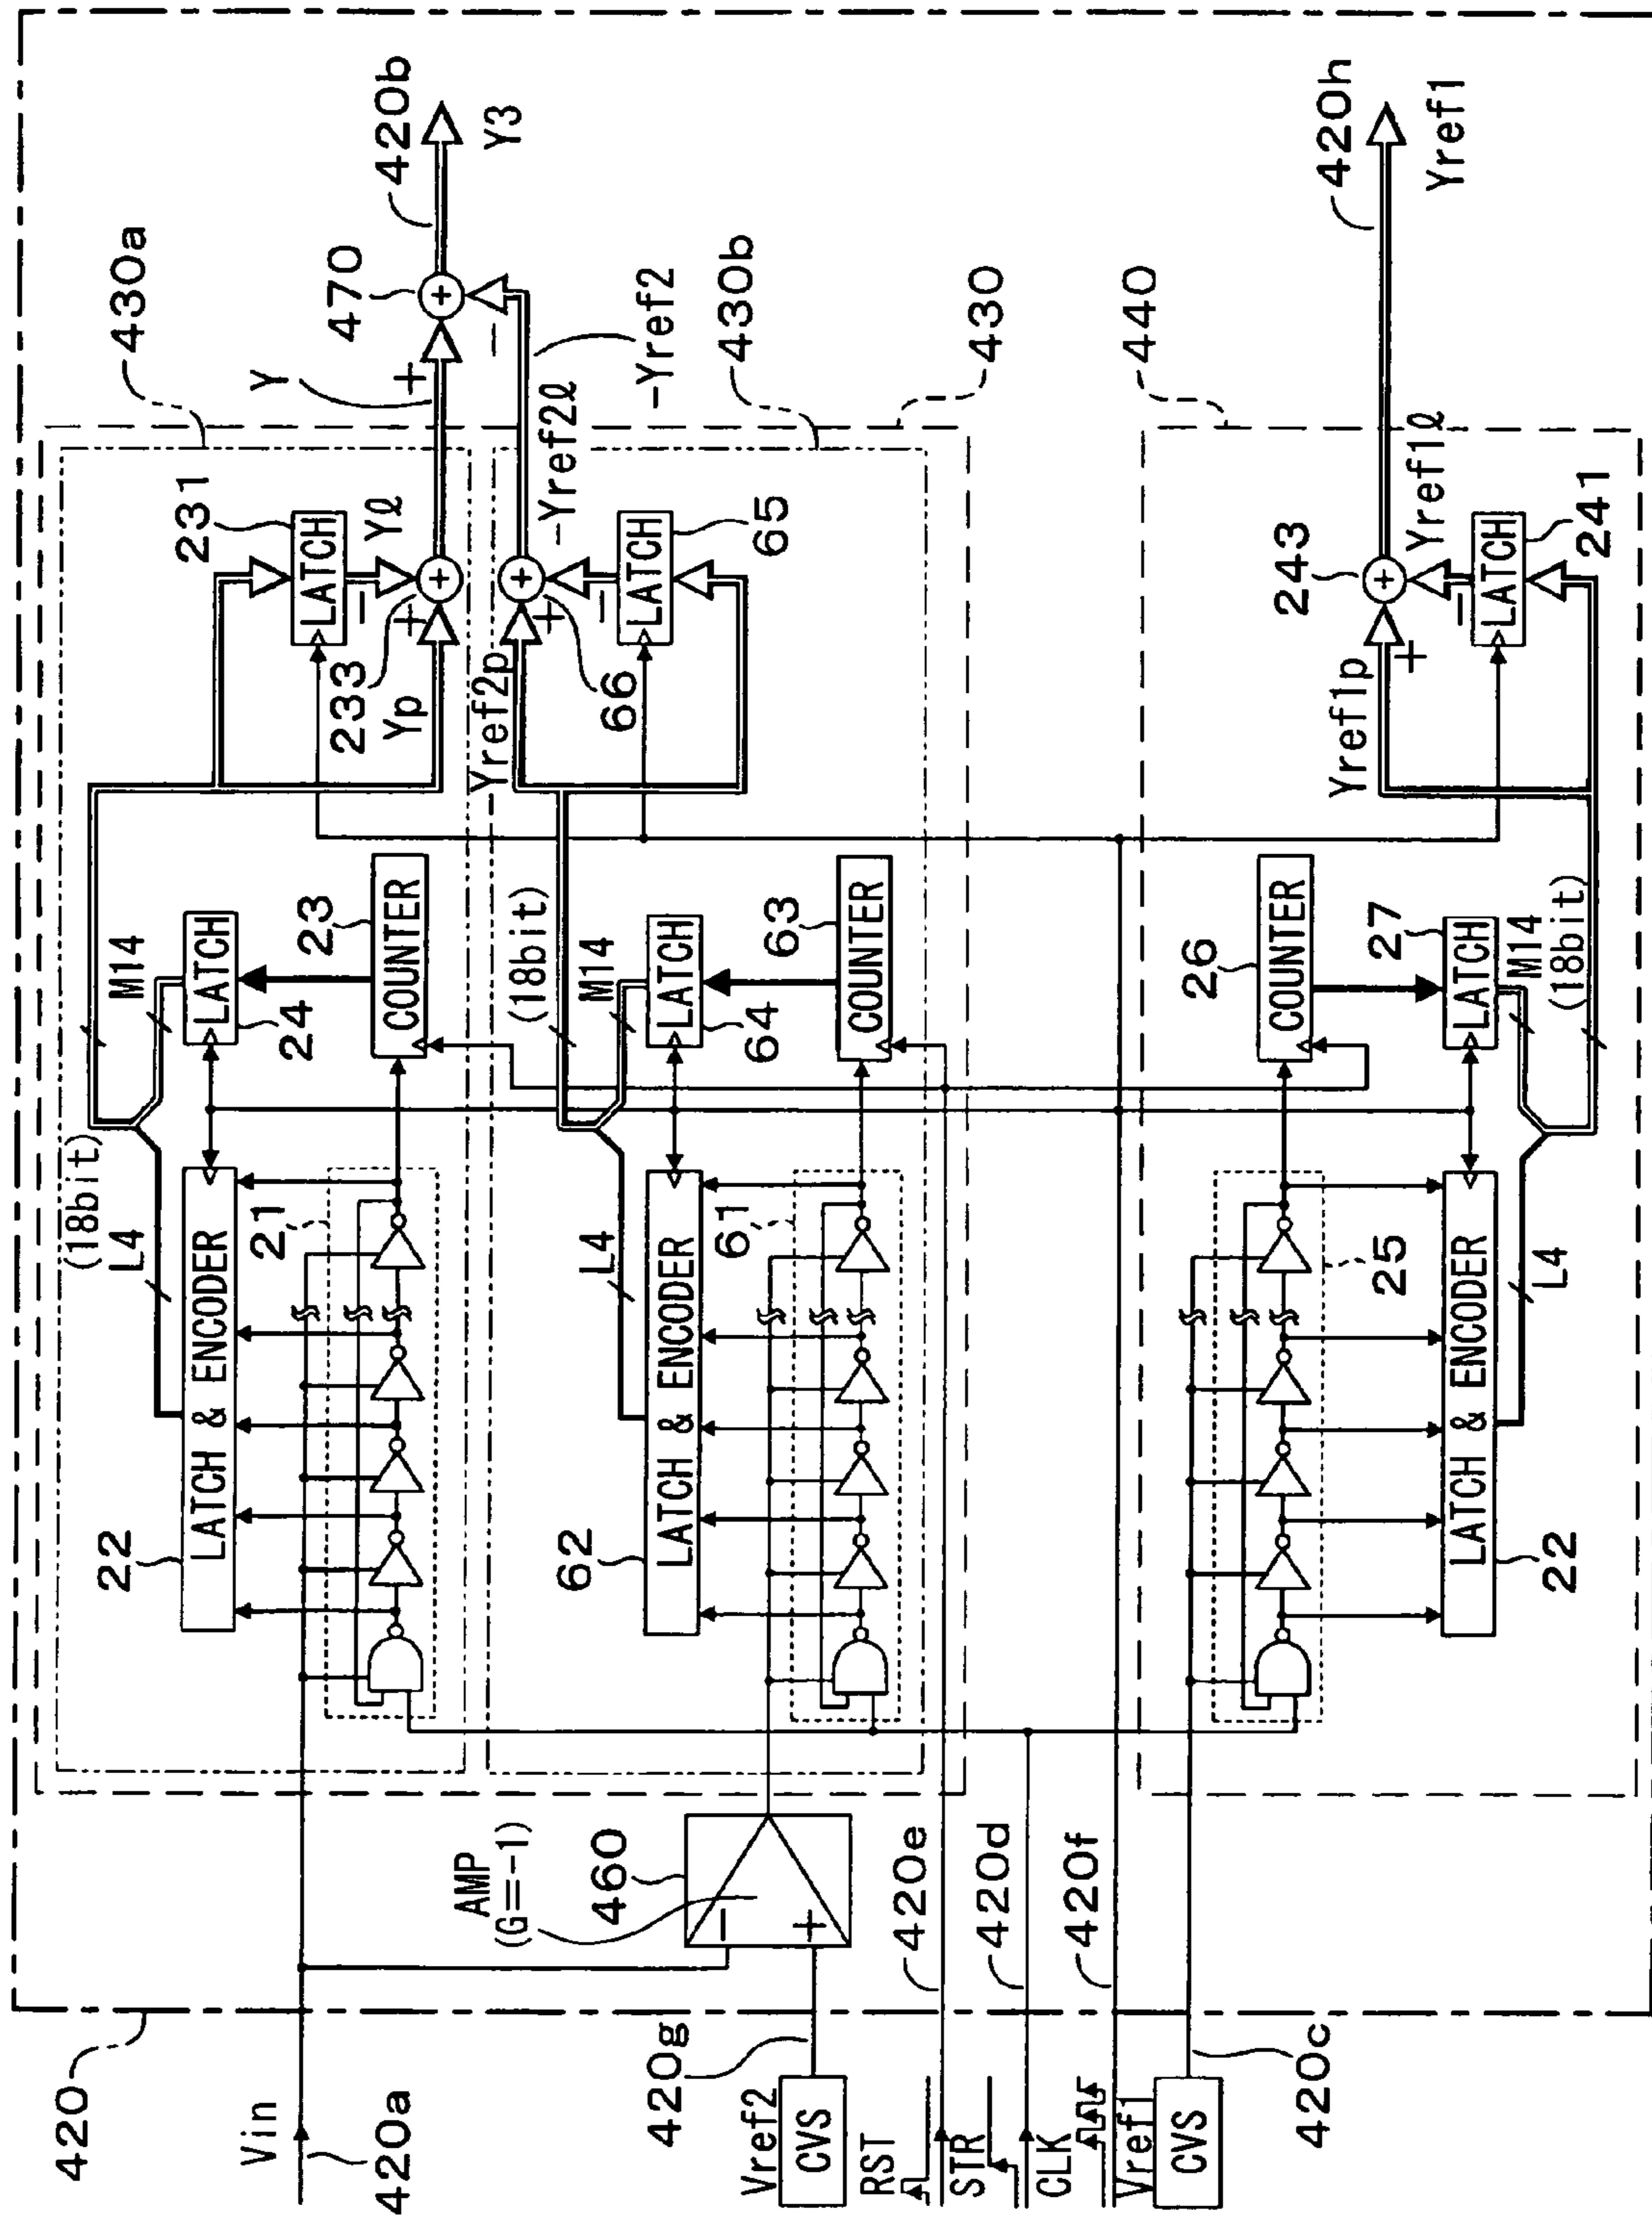 420
Vin
420a
Vref2
CVS
420g
RST
420e
STR
420d
CLK
420f
Vref1
CVS
420c
AMP
(G=-1)
460
−
+
430a
22
LATCH & ENCODER
L4
(18bit)
M14
LATCH
24
23
COUNTER
21
231
LATCH
Yℓ
−
233
+
+
Yp
Y
+
470
+
−
420b
Y3
430b
62
LATCH & ENCODER
L4
(18bit)
M14
LATCH
64
63
COUNTER
61
Yref2p
+
+
66
−
LATCH
65
-Yref2ℓ
-Yref2
430
440
25
26
COUNTER
22
LATCH & ENCODER
L4
27
LATCH
M14
(18bit)
Yref1p
+
243
+
Yref1ℓ
−
LATCH
241
420h
Yref1